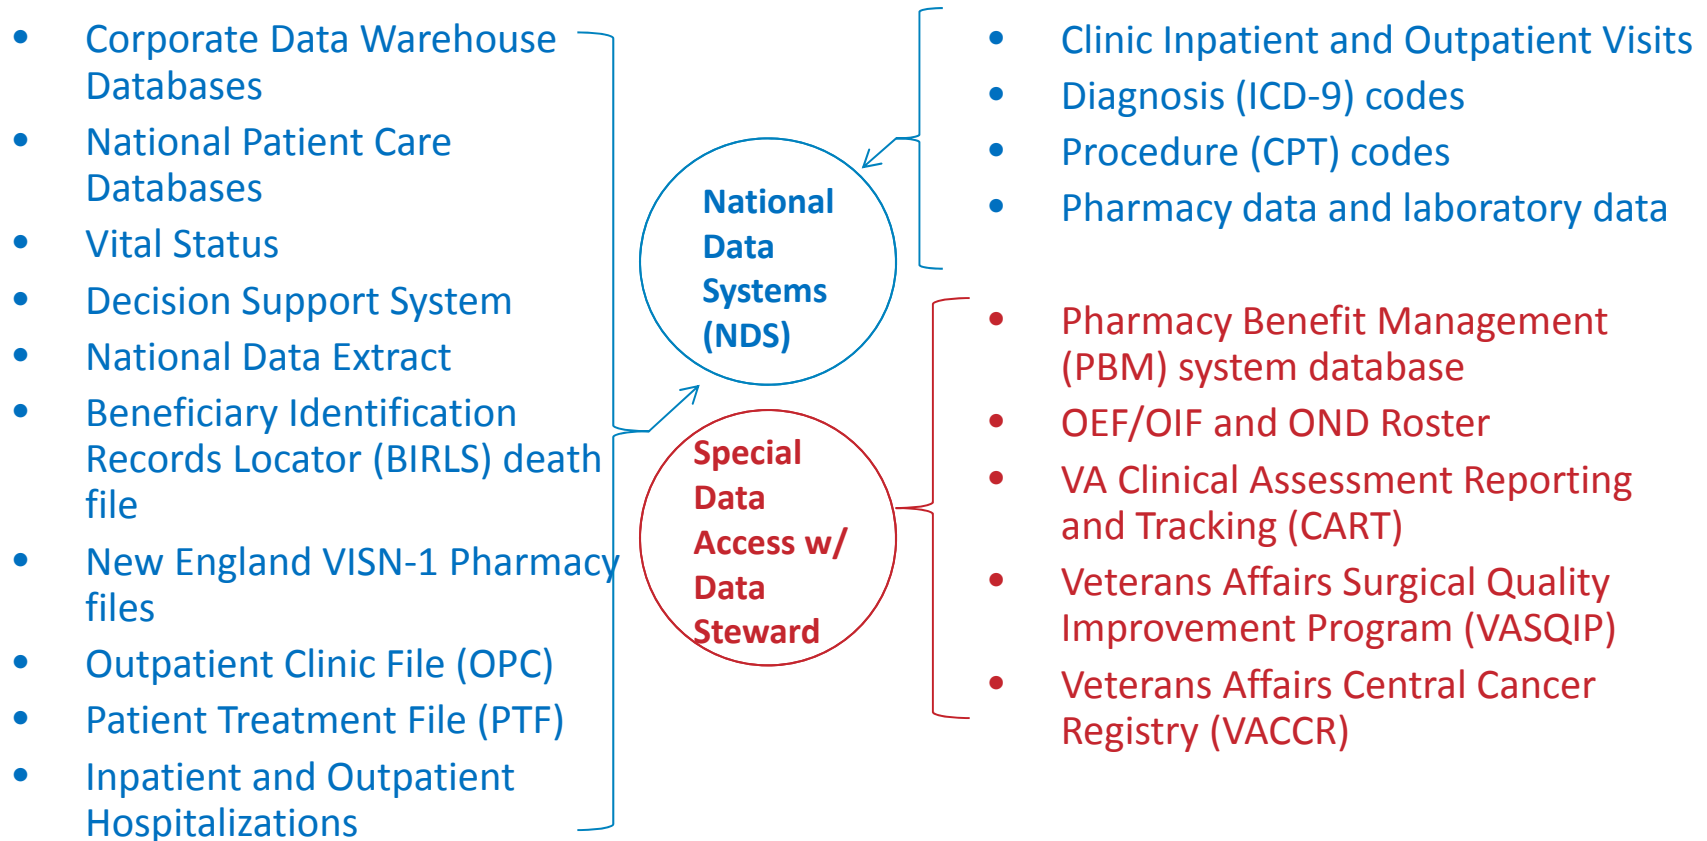 • Corporate Data Warehouse
Databases
• National Patient Care
Databases
• Vital Status
• Decision Support System
• National Data Extract
• Beneficiary Identification
Records Locator (BIRLS) death
file
• New England VISN-1 Pharmacy
files
• Outpatient Clinic File (OPC)
• Patient Treatment File (PTF)
• Inpatient and Outpatient
Hospitalizations
National
Data
Systems
(NDS)
Special
Data
Access w/
Data
Steward
• Clinic Inpatient and Outpatient Visits
• Diagnosis (ICD-9) codes
• Procedure (CPT) codes
• Pharmacy data and laboratory data
• Pharmacy Benefit Management
(PBM) system database
• OEF/OIF and OND Roster
• VA Clinical Assessment Reporting
and Tracking (CART)
• Veterans Affairs Surgical Quality
Improvement Program (VASQIP)
• Veterans Affairs Central Cancer
Registry (VACCR)